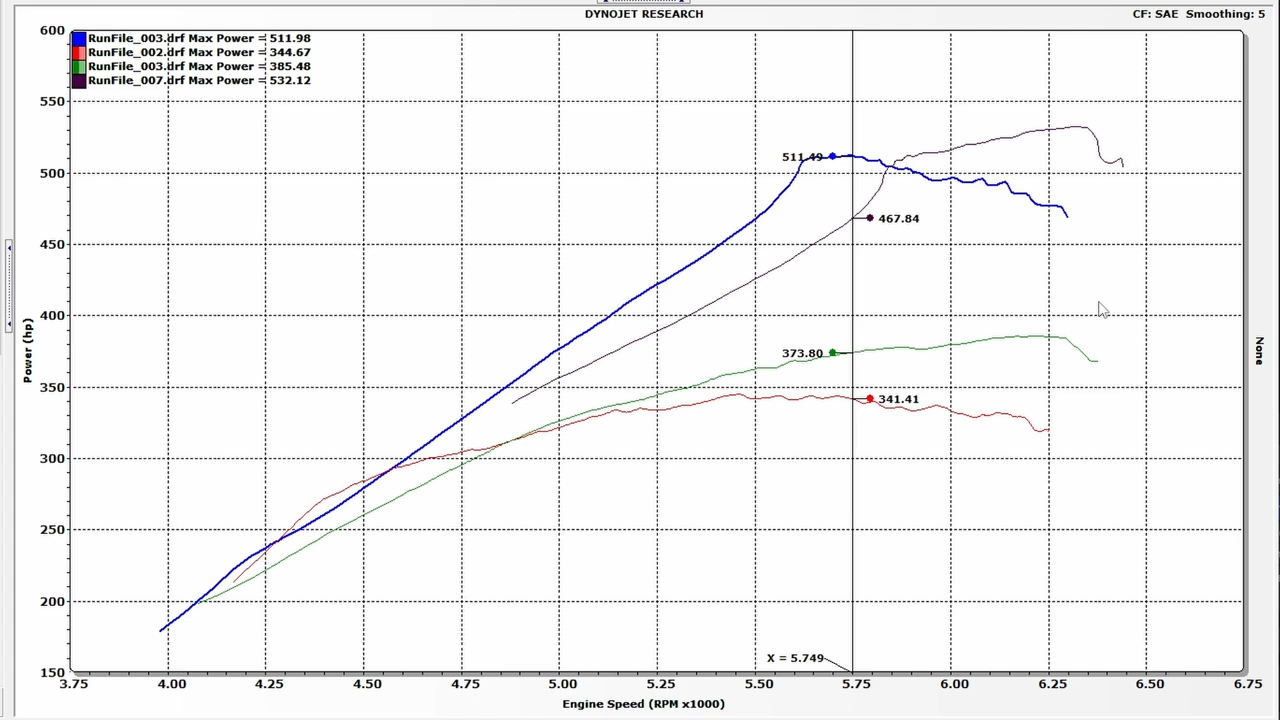 DYNOJET RESEARCH
CF: SAE Smoothing: 5
RunFile_003.drf Max Power = 511.98
RunFile_002.drf Max Power = 344.67
RunFile_003.drf Max Power = 385.48
RunFile_007.drf Max Power = 532.12
600
550
500
450
400
350
300
250
200
150
Power (hp)
511.49
467.84
373.80
341.41
X = 5.749
None
3.75 4.00 4.25 4.50 4.75 5.00 5.25 5.50 5.75 6.00 6.25 6.50 6.75
Engine Speed (RPM x1000)